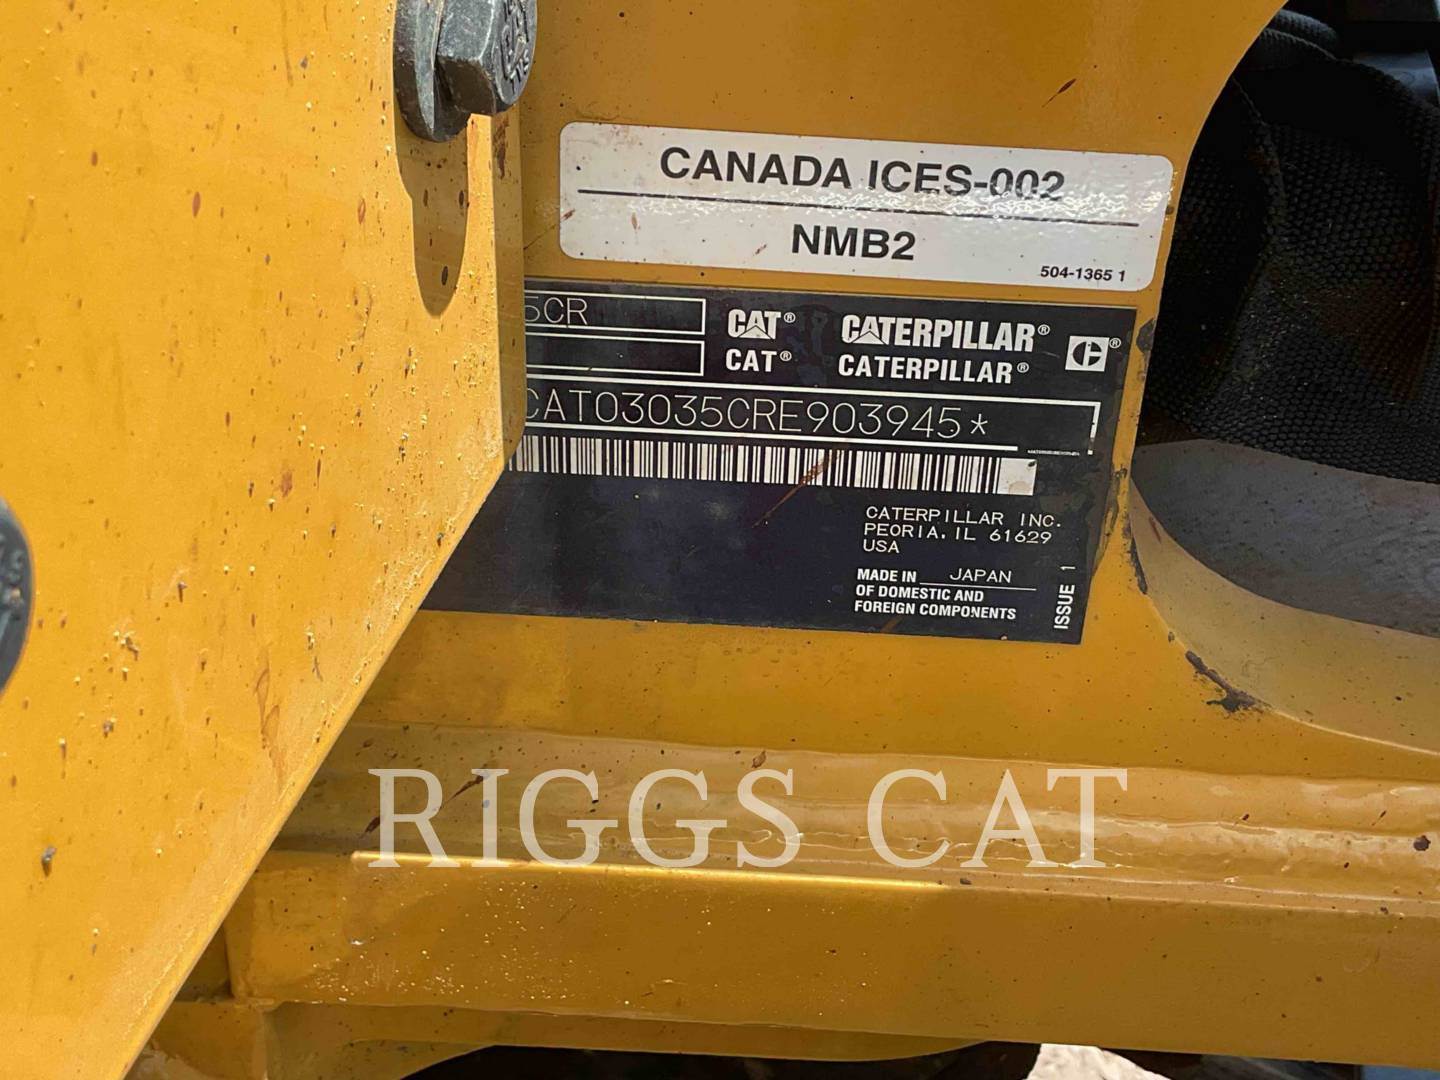 CANADA ICES-002
NMB2
504-1365 1
5CR
CAT® CATERPILLAR® ®
CAT® CATERPILLAR®
CAT03035CRE903945*
CATERPILLAR INC.
PEORIA, IL 61629
USA
MADE IN JAPAN
OF DOMESTIC AND
FOREIGN COMPONENTS
ISSUE 1
RIGGS CAT